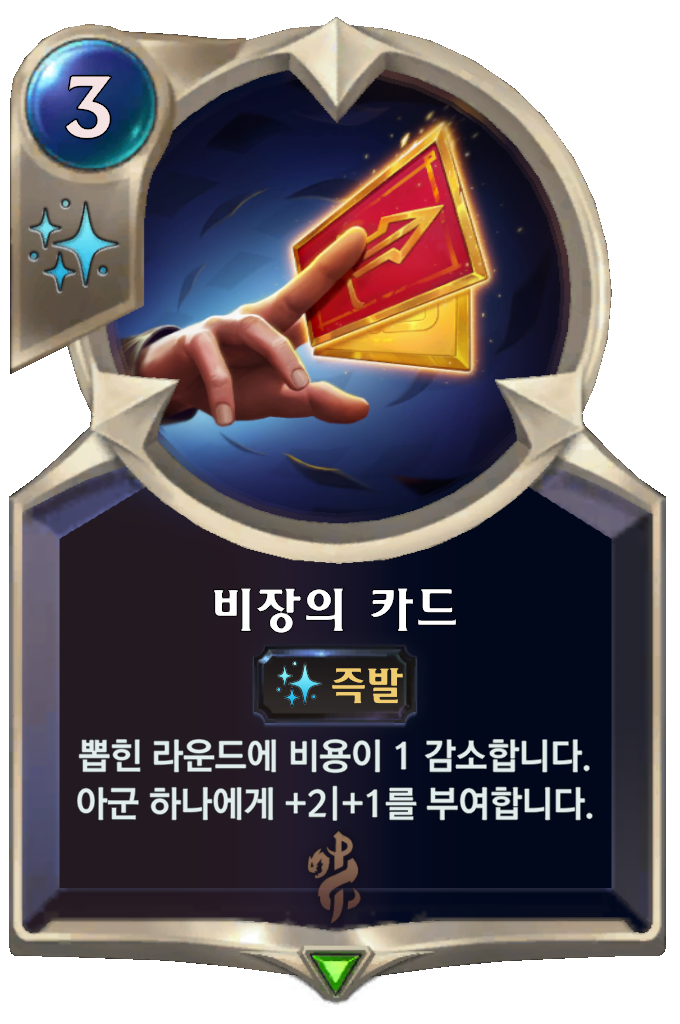 3
비장의 카드
즉발
뽑힌 라운드에 비용이 1 감소합니다.
아군 하나에게 +2|+1를 부여합니다.